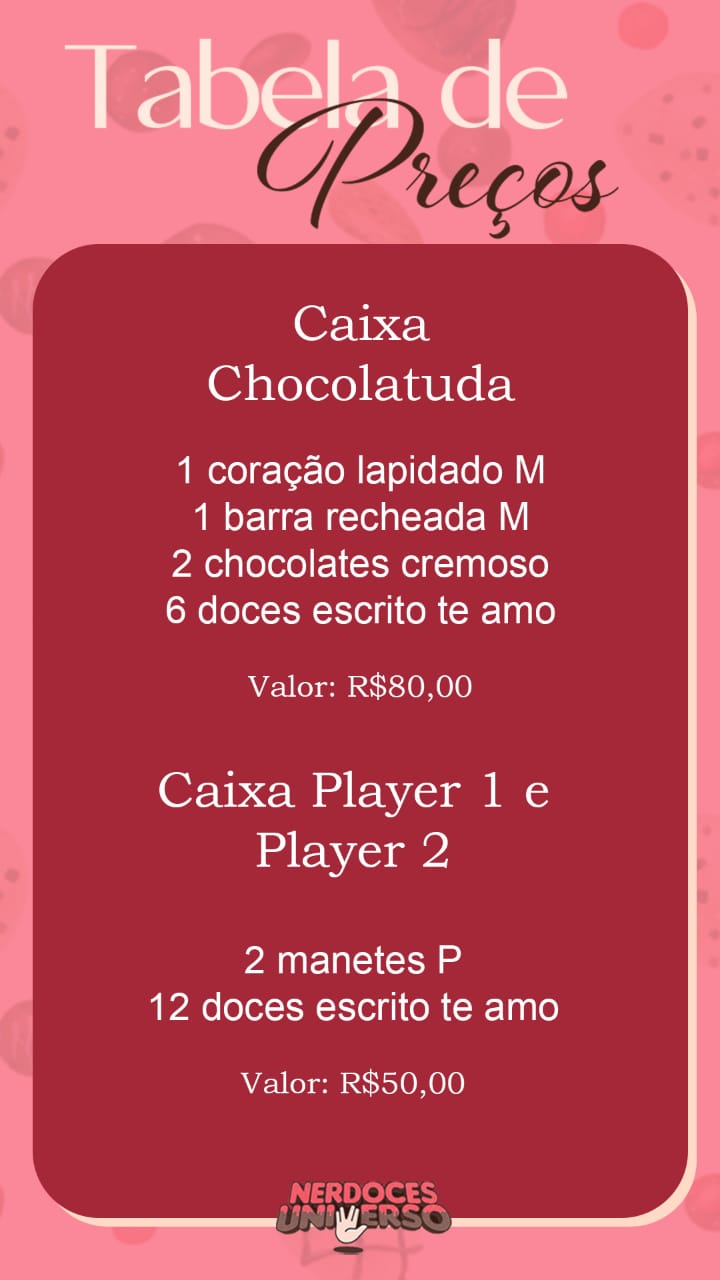 Tabela de
Preços
Caixa
Chocolatuda
1 coração lapidado M
1 barra recheada M
2 chocolates cremoso
6 doces escrito te amo
Valor: R$80,00
Caixa Player 1 e
Player 2
2 manetes P
12 doces escrito te amo
Valor: R$50,00
NERDOCES
UNIVERSO